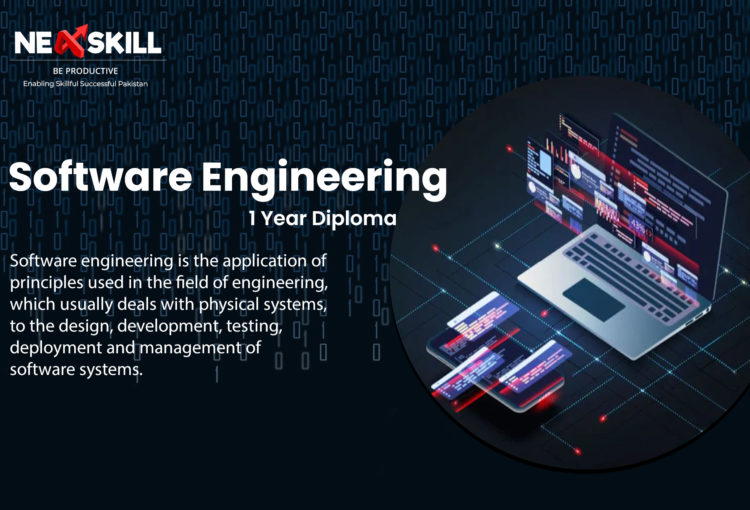 NEXSKILL
BE PRODUCTIVE
Enabling Skillful Successful Pakistan
Software Engineering
1 Year Diploma
Software engineering is the application of
principles used in the field of engineering,
which usually deals with physical systems,
to the design, development, testing,
deployment and management of
software systems.
43%